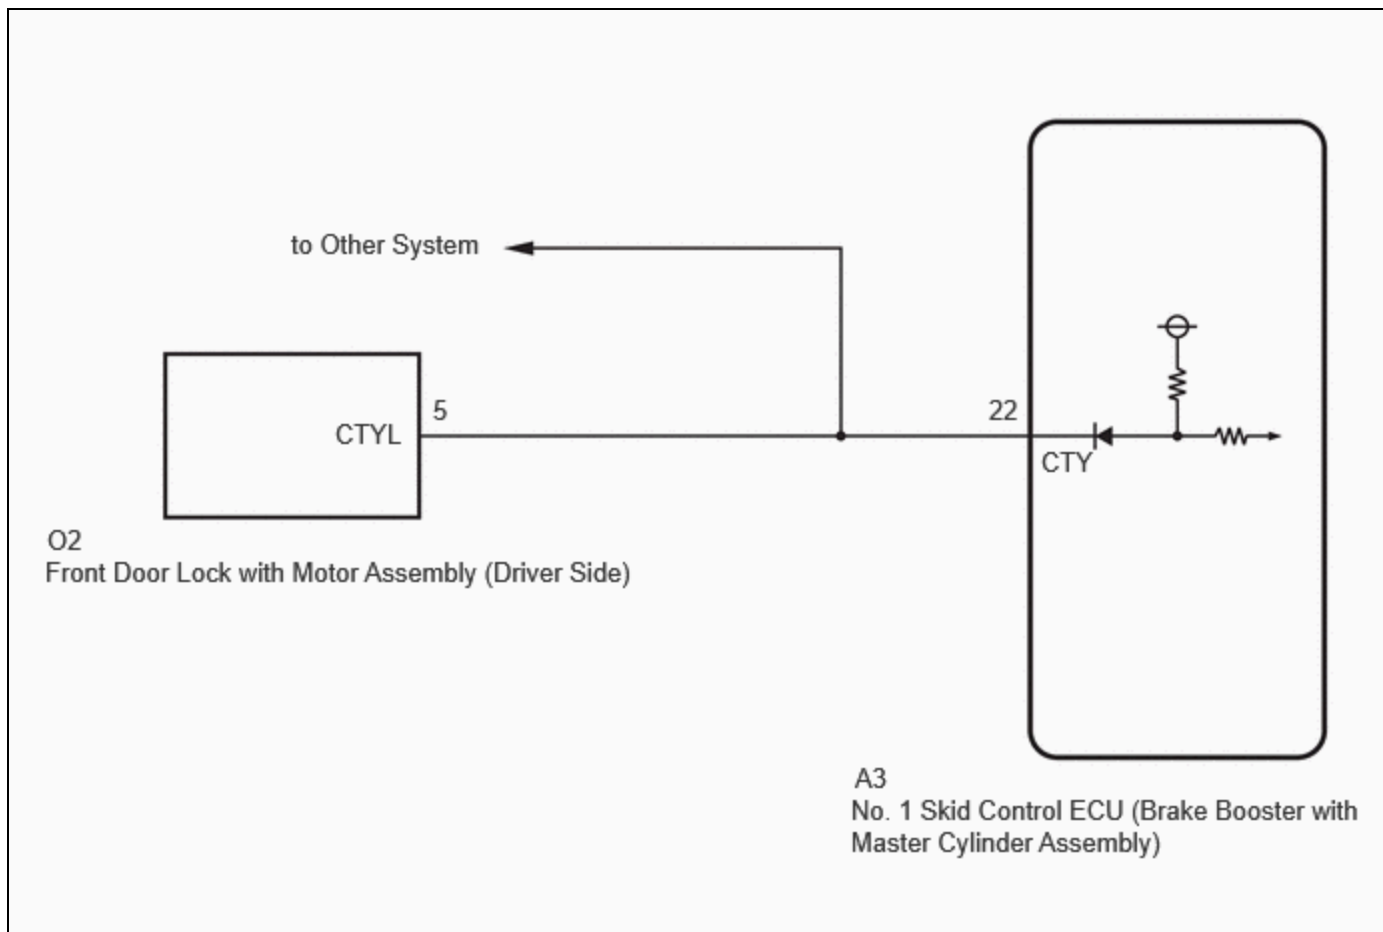 to Other System
5
22
CTYL
CTY
O2
Front Door Lock with Motor Assembly (Driver Side)
A3
No. 1 Skid Control ECU (Brake Booster with
Master Cylinder Assembly)